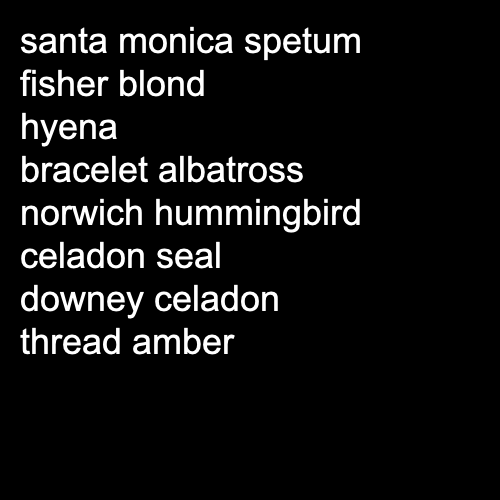 santa monica spetum
fisher blond
hyena
bracelet albatross
norwich hummingbird
celadon seal
downey celadon
thread amber